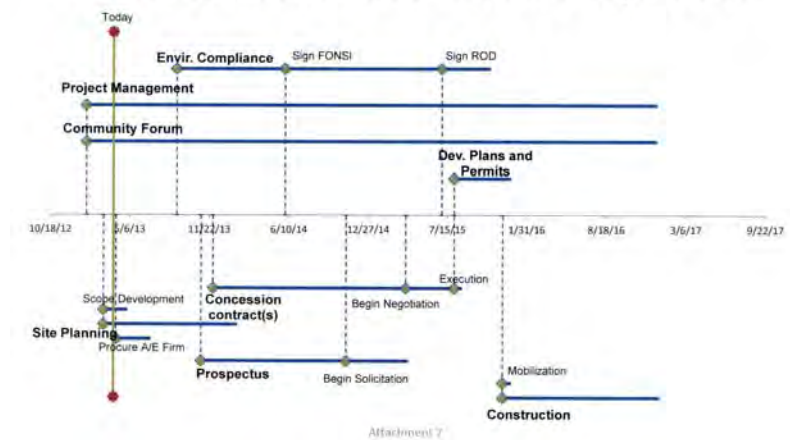 Today
Envir. Compliance
Sign FONSI
Sign ROD
Project Management
Community Forum
Dev. Plans and
Permits
10/18/12
5/6/13
11/22/13
6/10/14
12/27/14
7/15/15
1/31/16
8/18/16
3/6/17
9/22/17
Scope Development
Concession
contract(s)
Begin Negotiation
Execution
Site Planning
Procure A/E Firm
Prospectus
Begin Solicitation
Mobilization
Construction
Attachment 7